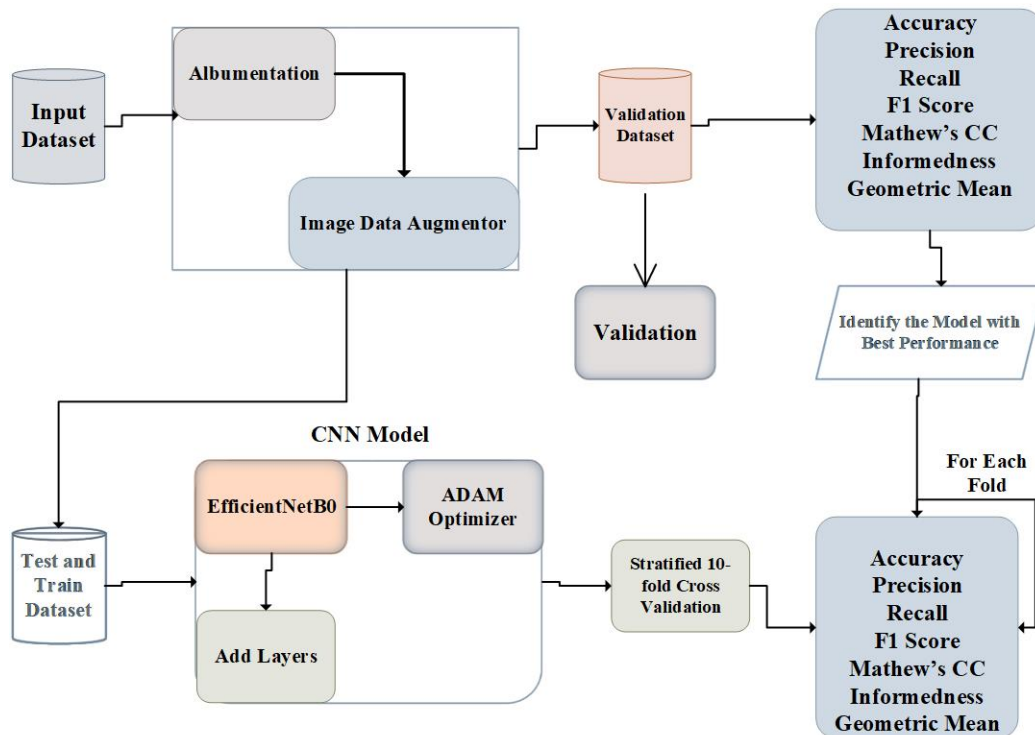 Input
Dataset
Albumentation
Image Data Augmentor
Validation
Dataset
Validation
Accuracy
Precision
Recall
F1 Score
Mathew's CC
Informedness
Geometric Mean
Identify the Model with
Best Performance
CNN Model
Test and
Train
Dataset
EfficientNetB0
ADAM
Optimizer
Add Layers
Stratified 10-
fold Cross
Validation
For Each
Fold
Accuracy
Precision
Recall
F1 Score
Mathew's CC
Informedness
Geometric Mean